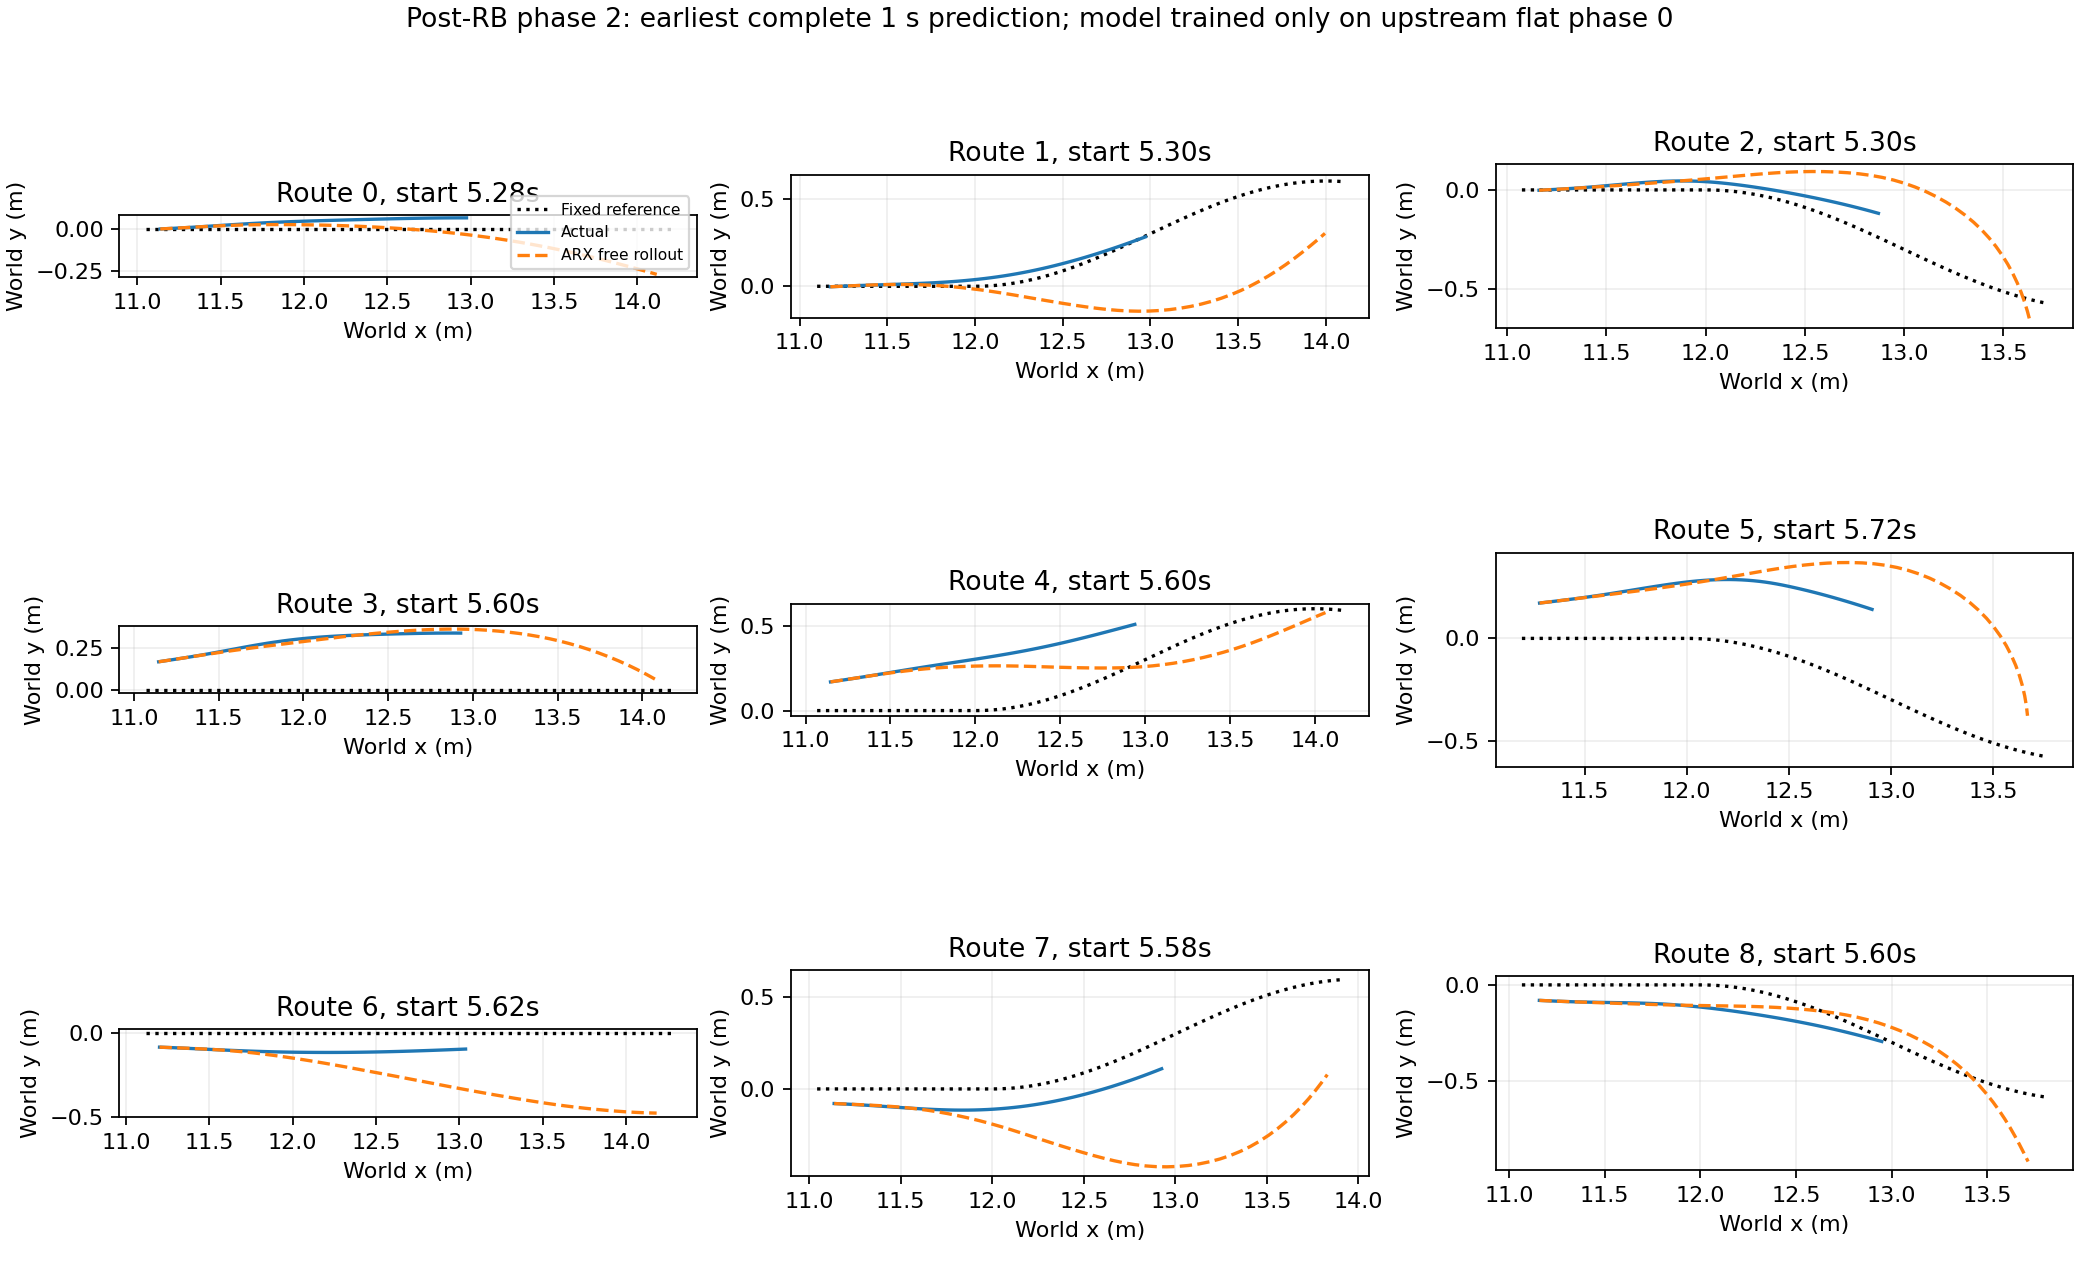 Post-RB phase 2: earliest complete 1 s prediction; model trained only on upstream flat phase 0
Route 0, start 5.28s
World y (m)
0.00
−0.25
Fixed reference
Actual
ARX free rollout
11.0 11.5 12.0 12.5 13.0 13.5 14.0
World x (m)
Route 1, start 5.30s
World y (m)
0.5
0.0
11.0 11.5 12.0 12.5 13.0 13.5 14.0
World x (m)
Route 2, start 5.30s
World y (m)
0.0
−0.5
11.0 11.5 12.0 12.5 13.0 13.5
World x (m)
Route 3, start 5.60s
World y (m)
0.25
0.00
11.0 11.5 12.0 12.5 13.0 13.5 14.0
World x (m)
Route 4, start 5.60s
World y (m)
0.5
0.0
11.0 11.5 12.0 12.5 13.0 13.5 14.0
World x (m)
Route 5, start 5.72s
World y (m)
0.0
−0.5
11.5 12.0 12.5 13.0 13.5
World x (m)
Route 6, start 5.62s
World y (m)
0.0
−0.5
11.0 11.5 12.0 12.5 13.0 13.5 14.0
World x (m)
Route 7, start 5.58s
World y (m)
0.5
0.0
11.0 11.5 12.0 12.5 13.0 13.5 14.0
World x (m)
Route 8, start 5.60s
World y (m)
0.0
−0.5
11.0 11.5 12.0 12.5 13.0 13.5
World x (m)